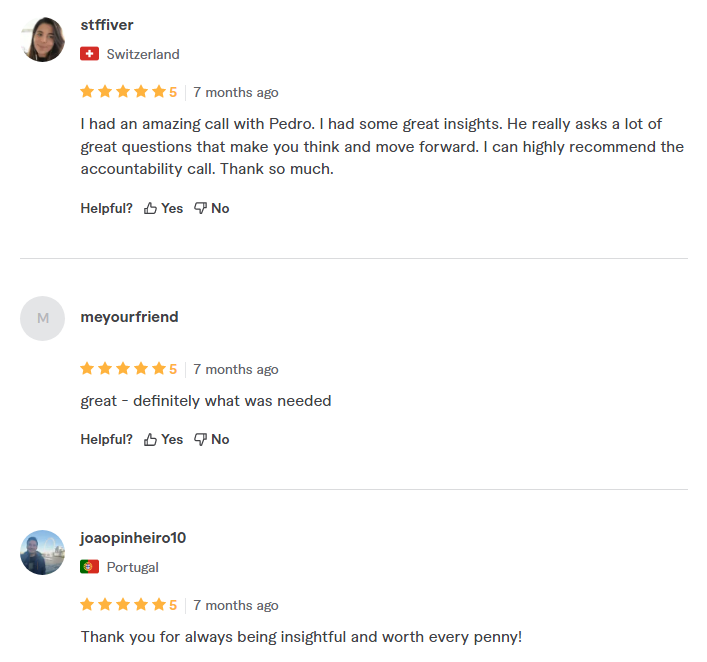 stffiver
Switzerland
5 7 months ago
I had an amazing call with Pedro. I had some great insights. He really asks a lot of
great questions that make you think and move forward. I can highly recommend the
accountability call. Thank so much.
Helpful? Yes No
M
meyourfriend
5 7 months ago
great - definitely what was needed
Helpful? Yes No
joaopinheiro10
Portugal
5 7 months ago
Thank you for always being insightful and worth every penny!